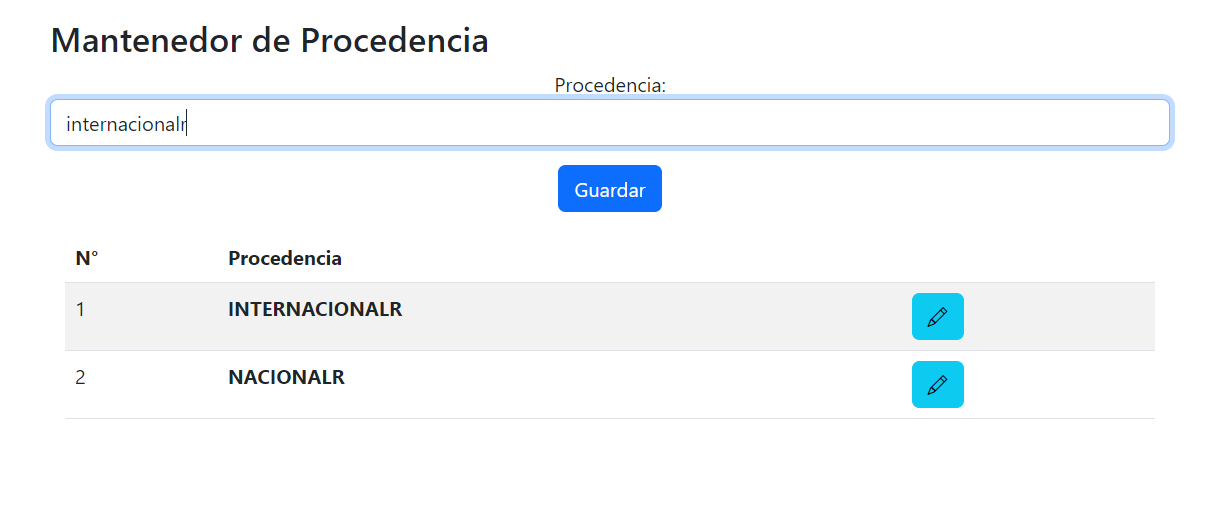 Mantenedor de Procedencia
Procedencia:
internacionalr
Guardar
N° Procedencia
1 INTERNACIONALR
2 NACIONALR